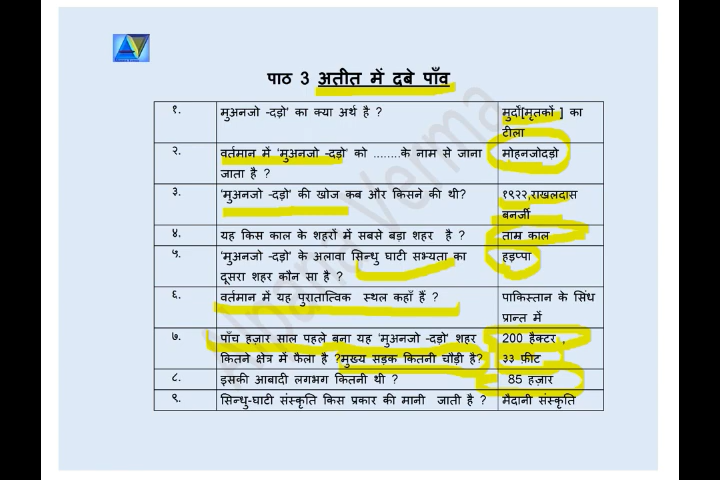 पाठ 3 अतीत में दबे पाँव
१. मुअनजो -दड़ो' का क्या अर्थ है ? मुर्दो[मृतकों ] का
टीला
२. वर्तमान में 'मुअनजो -दड़ो' को ........के नाम से जाना मोहनजोदड़ो
जाता है ?
३. 'मुअनजो -दड़ो' की खोज कब और किसने की थी? १९२२,राखलदास
बनर्जी
४. यह किस काल के शहरों में सबसे बड़ा शहर है ? ताम्र काल
५. 'मुअनजो -दड़ो' के अलावा सिन्धु घाटी सभ्यता का हड़प्पा
दूसरा शहर कौन सा है ?
६. वर्तमान में यह पुरातात्विक स्थल कहाँ हैं ? पाकिस्तान के सिंध
प्रान्त में
७. पाँच हज़ार साल पहले बना यह 'मुअनजो -दड़ो' शहर 200 हैक्टर ,
कितने क्षेत्र में फैला है ?मुख्य सड़क कितनी चौड़ी है? ३३ फ़ीट
८. इसकी आबादी लगभग कितनी थी ? 85 हज़ार
९. सिन्धु-घाटी संस्कृति किस प्रकार की मानी जाती है ? मैदानी संस्कृति
Alpana Verma